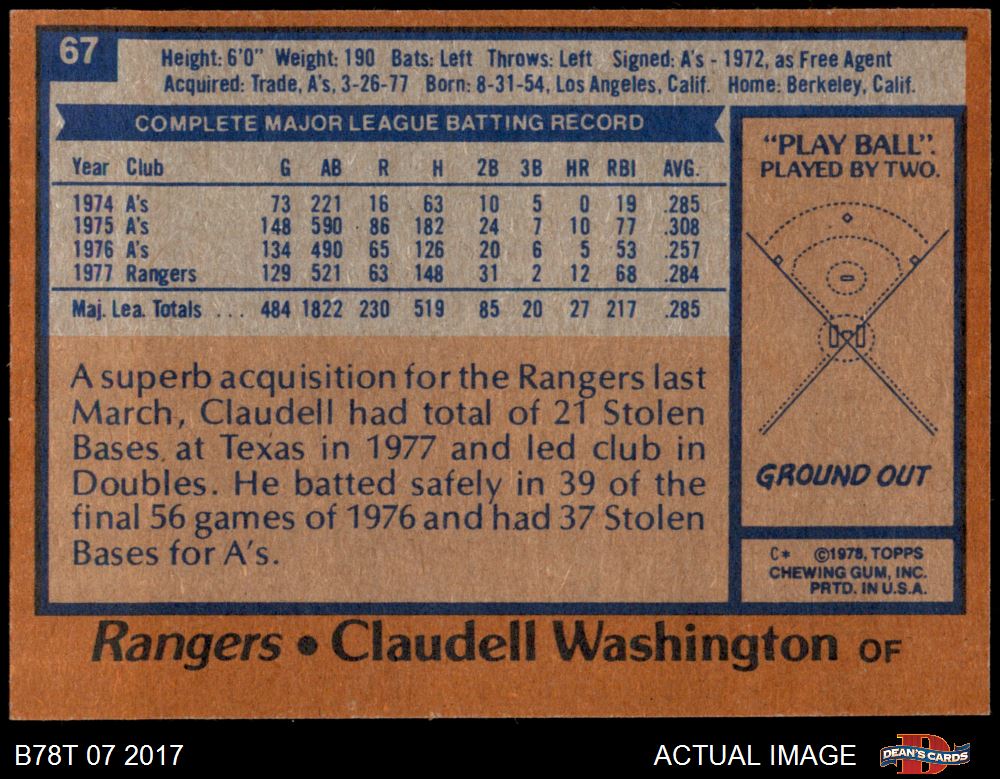 67
Height: 6'0" Weight: 190 Bats: Left Throws: Left Signed: A's - 1972, as Free Agent
Acquired: Trade, A's, 3-26-77 Born: 8-31-54, Los Angeles, Calif. Home: Berkeley, Calif.
COMPLETE MAJOR LEAGUE BATTING RECORD
Year Club G AB R H 2B 3B HR RBI AVG.
1974 A's 73 221 16 63 10 5 0 19 .285
1975 A's 148 590 86 182 24 7 10 77 .308
1976 A's 134 490 65 126 20 6 5 53 .257
1977 Rangers 129 521 63 148 31 2 12 68 .284
Maj. Lea. Totals ... 484 1822 230 519 85 20 27 217 .285
A superb acquisition for the Rangers last
March, Claudell had total of 21 Stolen
Bases at Texas in 1977 and led club in
Doubles. He batted safely in 39 of the
final 56 games of 1976 and had 37 Stolen
Bases for A's.
"PLAY BALL".
PLAYED BY TWO.
GROUND OUT
C* ©1978, TOPPS
CHEWING GUM, INC.
PRTD. IN U.S.A.
Rangers • Claudell Washington OF
B78T 07 2017
ACTUAL IMAGE
DEAN'S CARDS